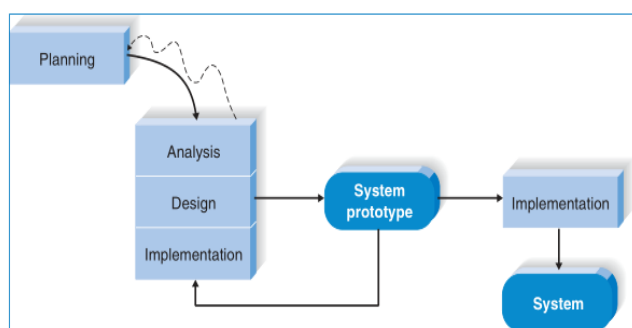 Planning
Analysis
Design
Implementation
System
prototype
Implementation
System